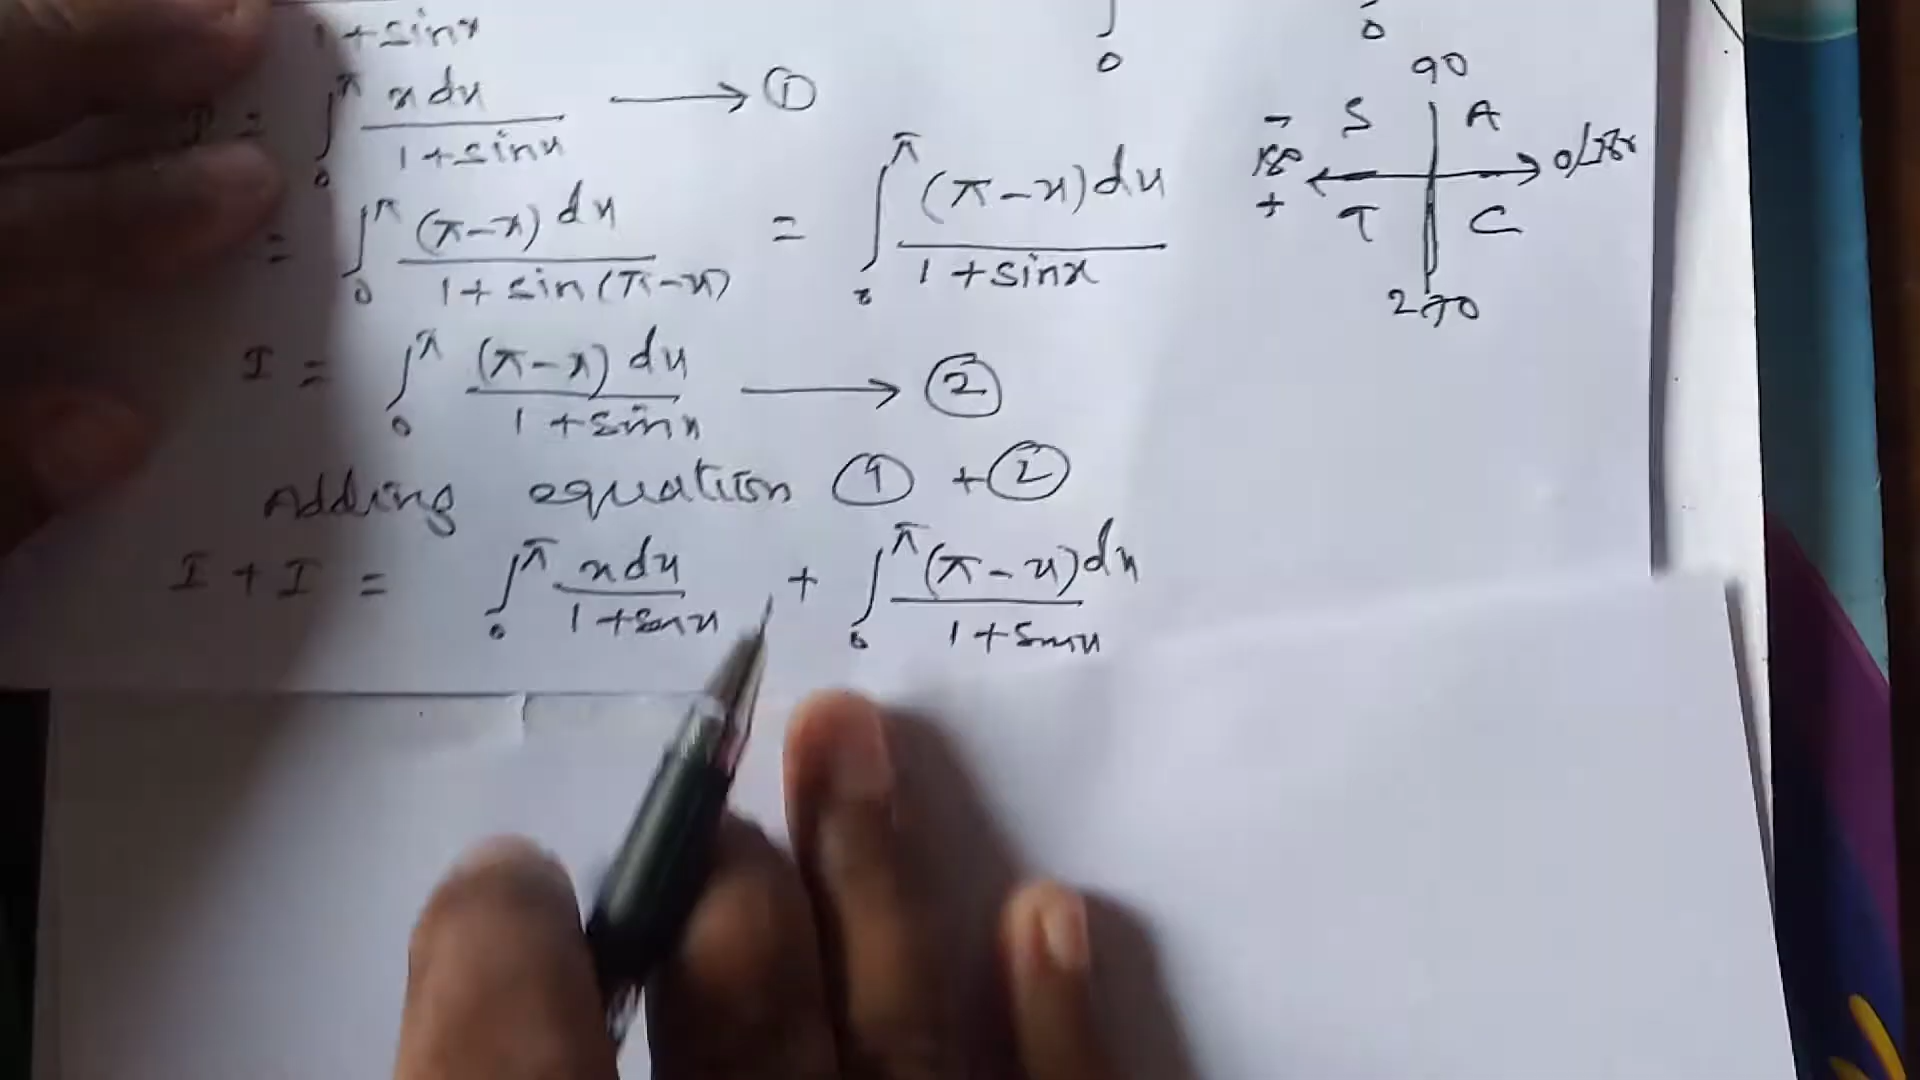 1+sinx
∫ 0
0
I = ∫₀^π x dx / 1+sinx → ①
= ∫₀^π (π-x) dx / 1+sin(π-x) = ∫₀^π (π-x) dx / 1+sinx
90
- S A
180
+ T C
270
I = ∫₀^π (π-x) dx / 1+sinx → ②
Adding equation ① + ②
I + I = ∫₀^π x dx / 1+sinx + ∫₀^π (π-x) dx / 1+sinx